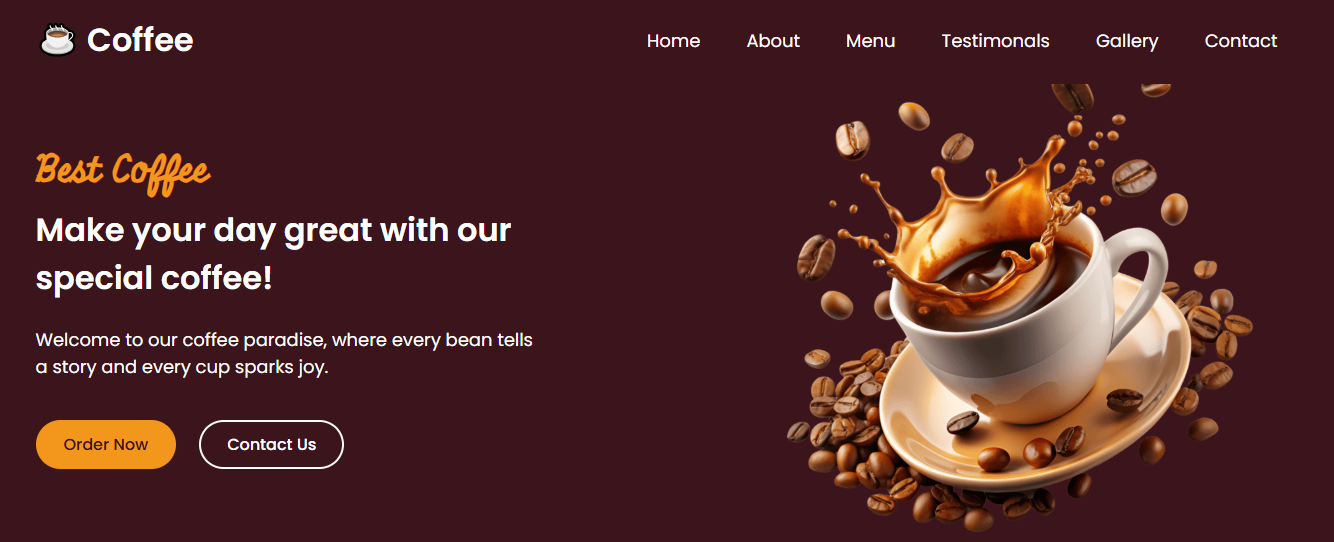 Coffee
Home About Menu Testimonals Gallery Contact
Best Coffee
Make your day great with our
special coffee!
Welcome to our coffee paradise, where every bean tells
a story and every cup sparks joy.
Order Now Contact Us